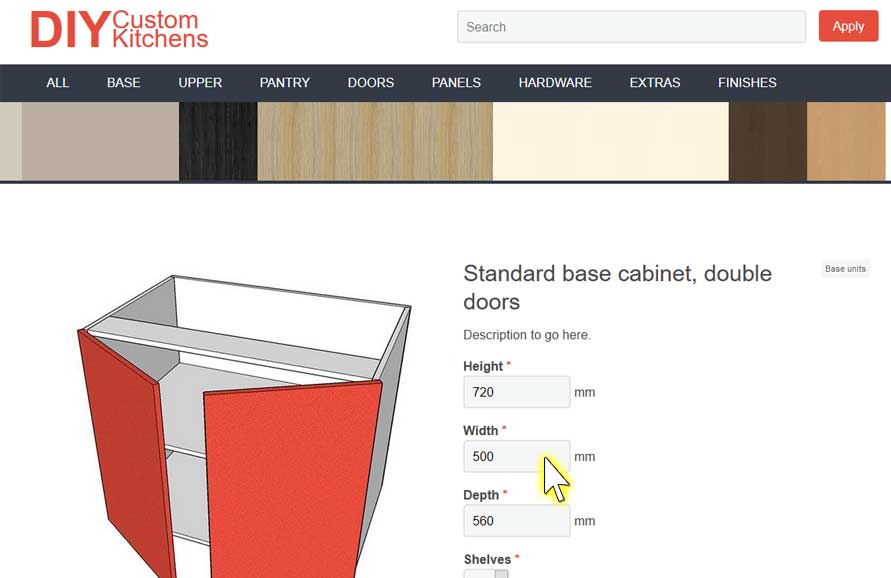 DIY Custom Kitchens
Search
Apply
ALL BASE UPPER PANTRY DOORS PANELS HARDWARE EXTRAS FINISHES
Standard base cabinet, double
doors
Base units
Description to go here.
Height *
720 mm
Width *
500 mm
Depth *
560 mm
Shelves *